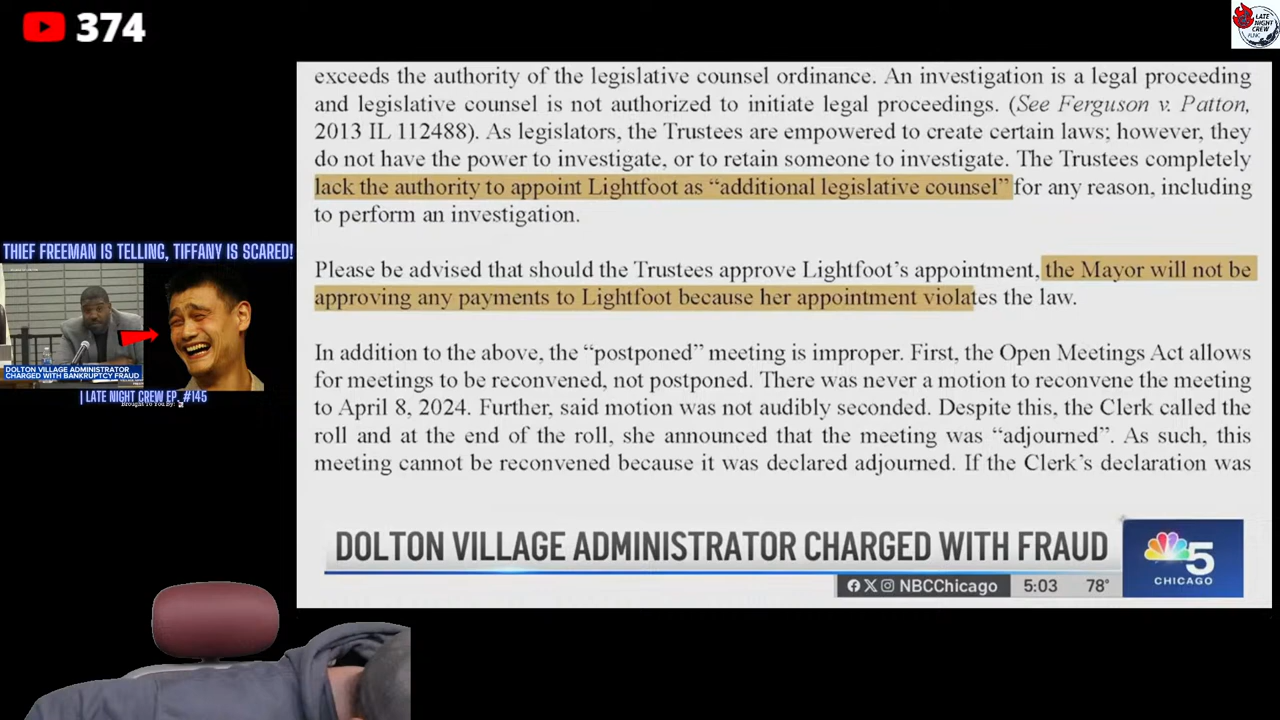 374
LATE NIGHT CREW
exceeds the authority of the legislative counsel ordinance. An investigation is a legal proceeding
and legislative counsel is not authorized to initiate legal proceedings. (See Ferguson v. Patton,
2013 IL 112488). As legislators, the Trustees are empowered to create certain laws; however, they
do not have the power to investigate, or to retain someone to investigate. The Trustees completely
lack the authority to appoint Lightfoot as “additional legislative counsel” for any reason, including
to perform an investigation.
Please be advised that should the Trustees approve Lightfoot’s appointment, the Mayor will not be
approving any payments to Lightfoot because her appointment violates the law.
In addition to the above, the “postponed” meeting is improper. First, the Open Meetings Act allows
for meetings to be reconvened, not postponed. There was never a motion to reconvene the meeting
to April 8, 2024. Further, said motion was not audibly seconded. Despite this, the Clerk called the
roll and at the end of the roll, she announced that the meeting was “adjourned”. As such, this
meeting cannot be reconvened because it was declared adjourned. If the Clerk’s declaration was
THIEF FREEMAN IS TELLING, TIFFANY IS SCARED!
DOLTON VILLAGE ADMINISTRATOR
CHARGED WITH BANKRUPTCY FRAUD
| LATE NIGHT CREW EP. #145
Brought To You By:
DOLTON VILLAGE ADMINISTRATOR CHARGED WITH FRAUD
5
CHICAGO
NBCChicago
5:03
78°